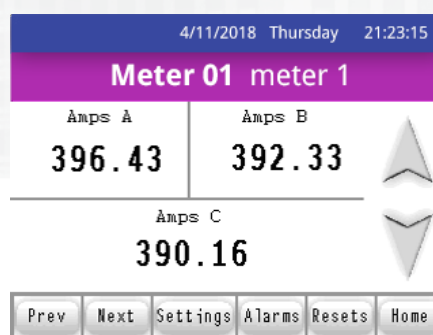 4/11/2018 Thursday 21:23:15
Meter 01 meter 1
Amps A Amps B
396.43 392.33
Amps C
390.16
Prev Next Settings Alarms Resets Home